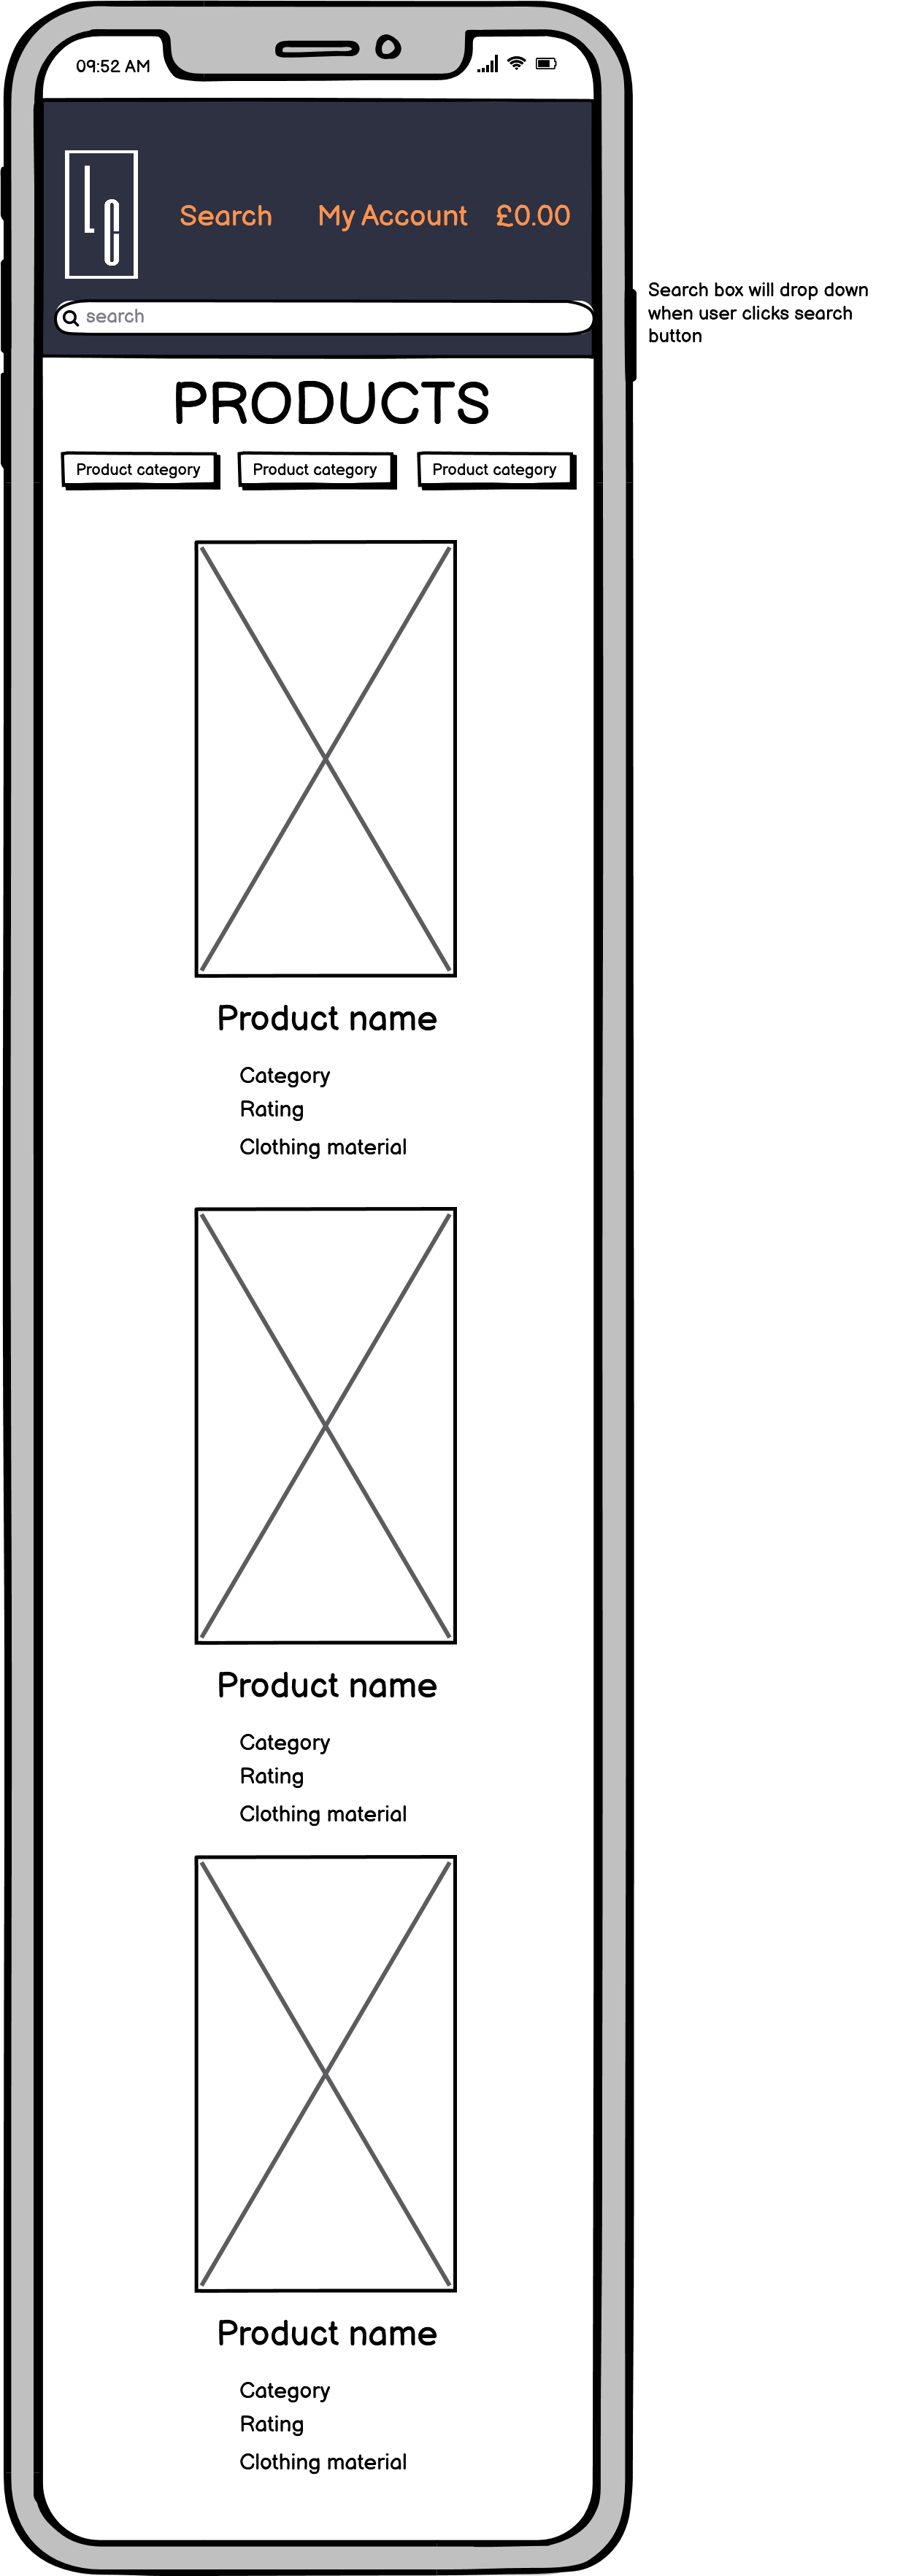 09:52 AM
LG
Search My Account £0.00
search
Search box will drop down
when user clicks search
button
PRODUCTS
Product category Product category Product category
Product name
Category
Rating
Clothing material
Product name
Category
Rating
Clothing material
Product name
Category
Rating
Clothing material